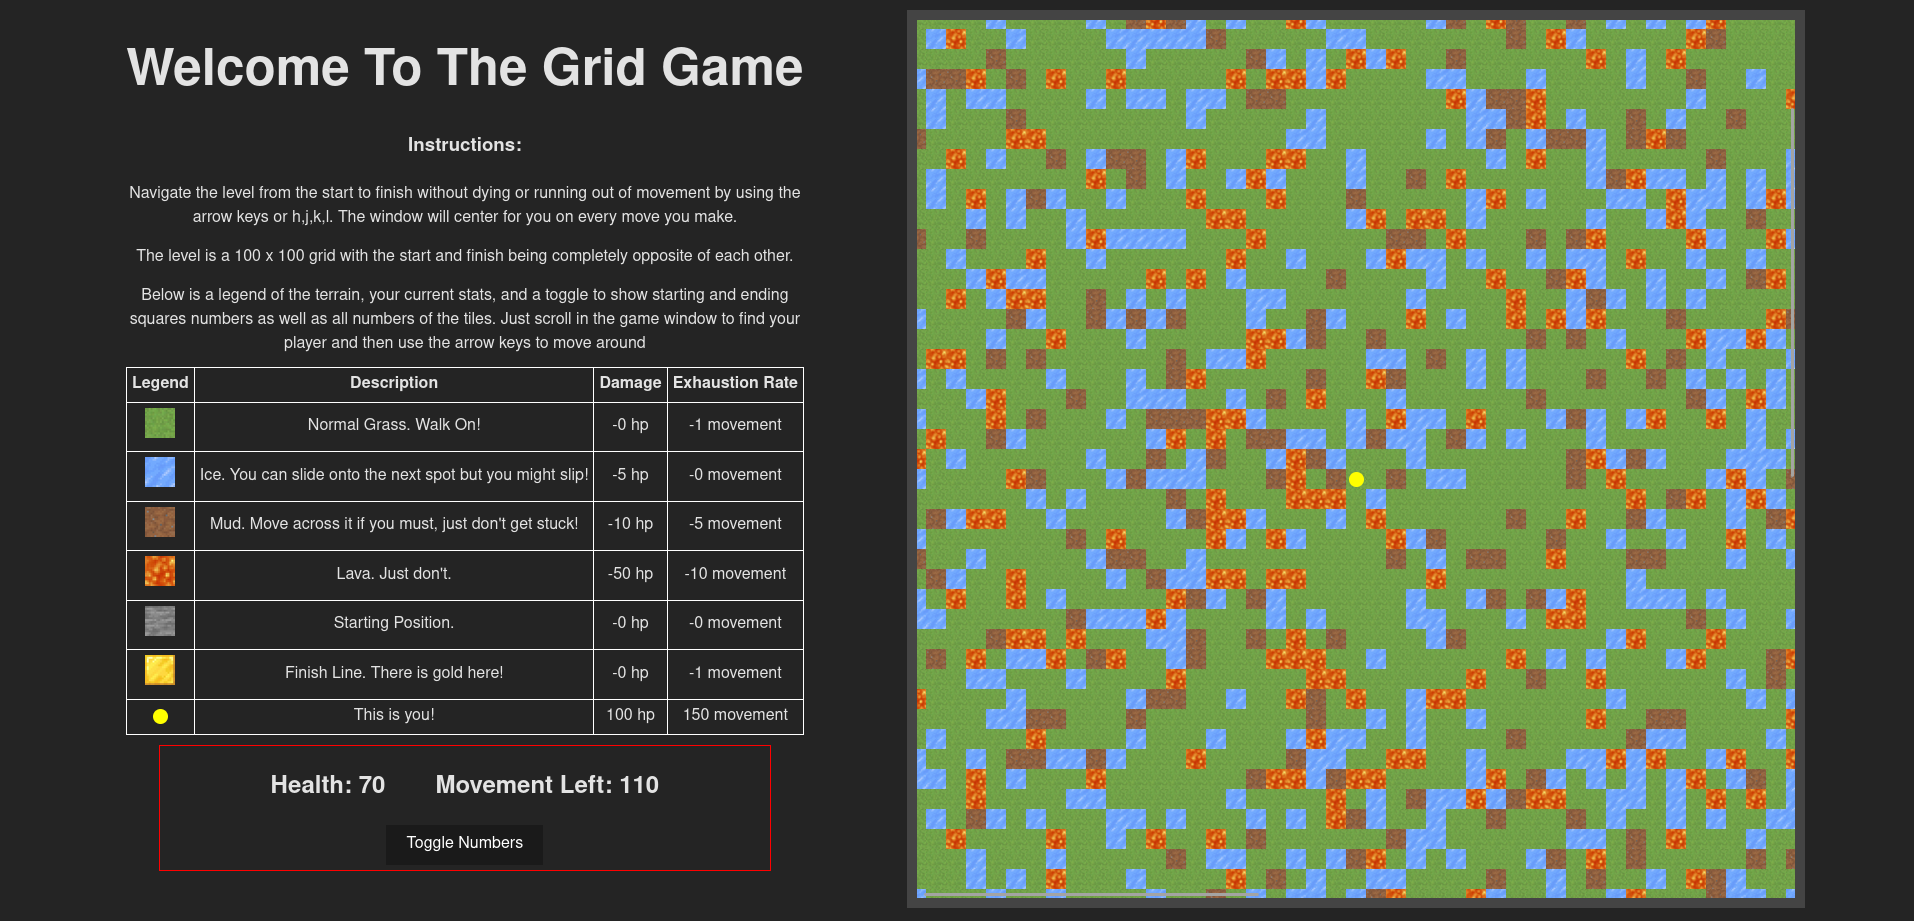 Welcome To The Grid Game
Instructions:
Navigate the level from the start to finish without dying or running out of movement by using the
arrow keys or h,j,k,l. The window will center for you on every move you make.
The level is a 100 x 100 grid with the start and finish being completely opposite of each other.
Below is a legend of the terrain, your current stats, and a toggle to show starting and ending
squares numbers as well as all numbers of the tiles. Just scroll in the game window to find your
player and then use the arrow keys to move around
Legend Description Damage Exhaustion Rate
Normal Grass. Walk On! -0 hp -1 movement
Ice. You can slide onto the next spot but you might slip! -5 hp -0 movement
Mud. Move across it if you must, just don't get stuck! -10 hp -5 movement
Lava. Just don't. -50 hp -10 movement
Starting Position. -0 hp -0 movement
Finish Line. There is gold here! -0 hp -1 movement
This is you! 100 hp 150 movement
Health: 70 Movement Left: 110
Toggle Numbers